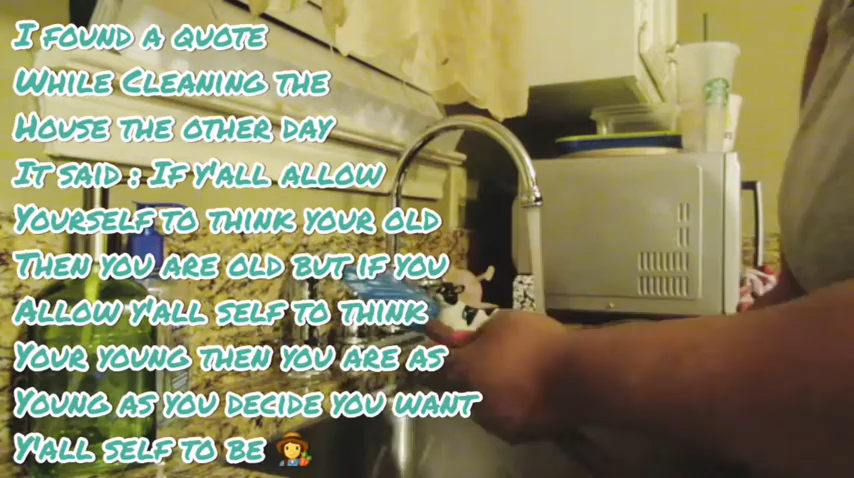 I found a quote
While Cleaning the
House the other day
It said : If y'all allow
Yourself to think your old
Then you are old but if you
Allow y'all self to think
Your young then you are as
Young as you decide you want
Y'all self to be 👩‍🌾